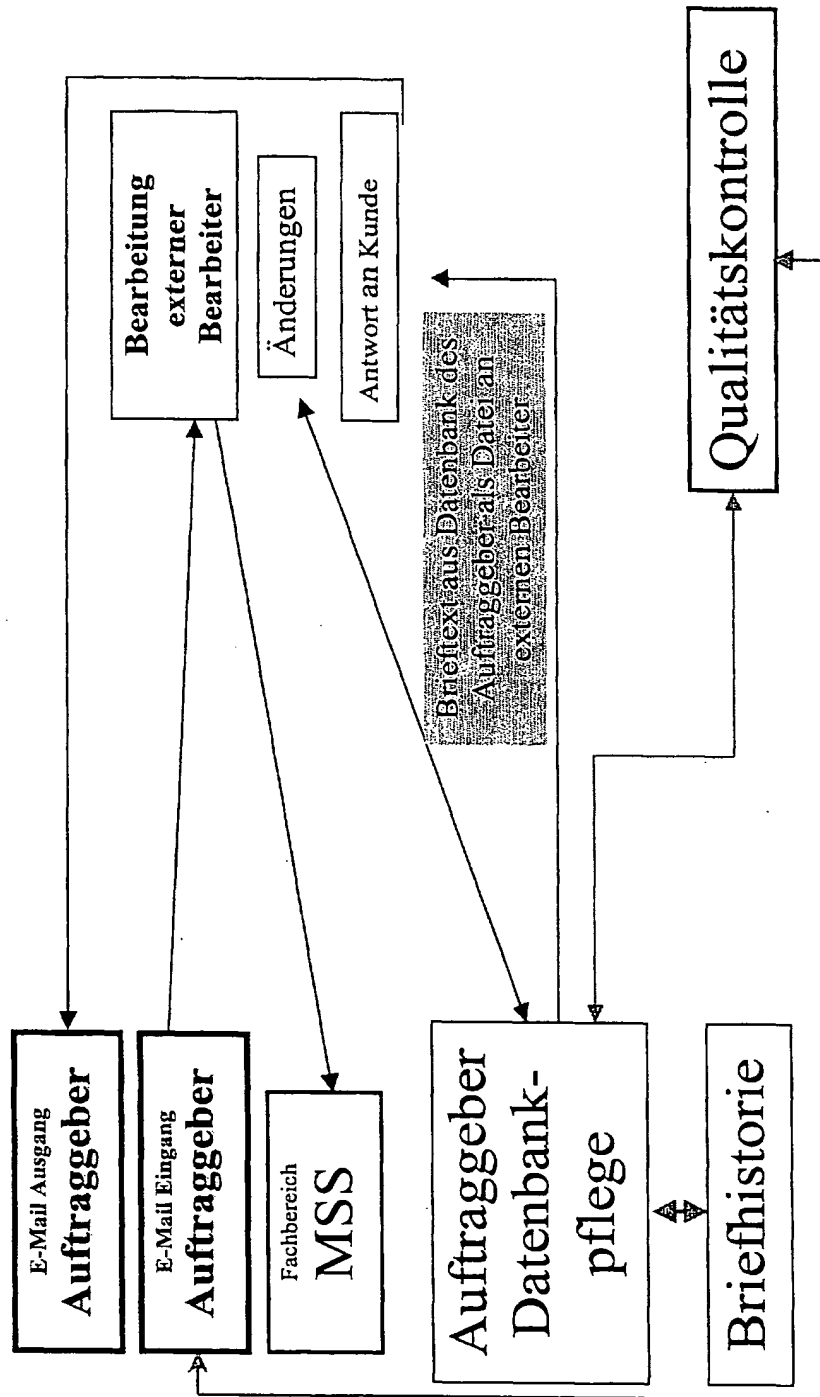 E-Mail Ausgang
Auftraggeber
E-Mail Eingang
Auftraggeber
Fachbereich
MSS
Auftraggeber
Datenbank-
pflege
Briefhistorie
Bearbeitung
externer
Bearbeiter
Änderungen
Antwort an Kunde
Brieftext aus Datenbank des
Auftraggeber als Datei an
externen Bearbeiter
Qualitätskontrolle